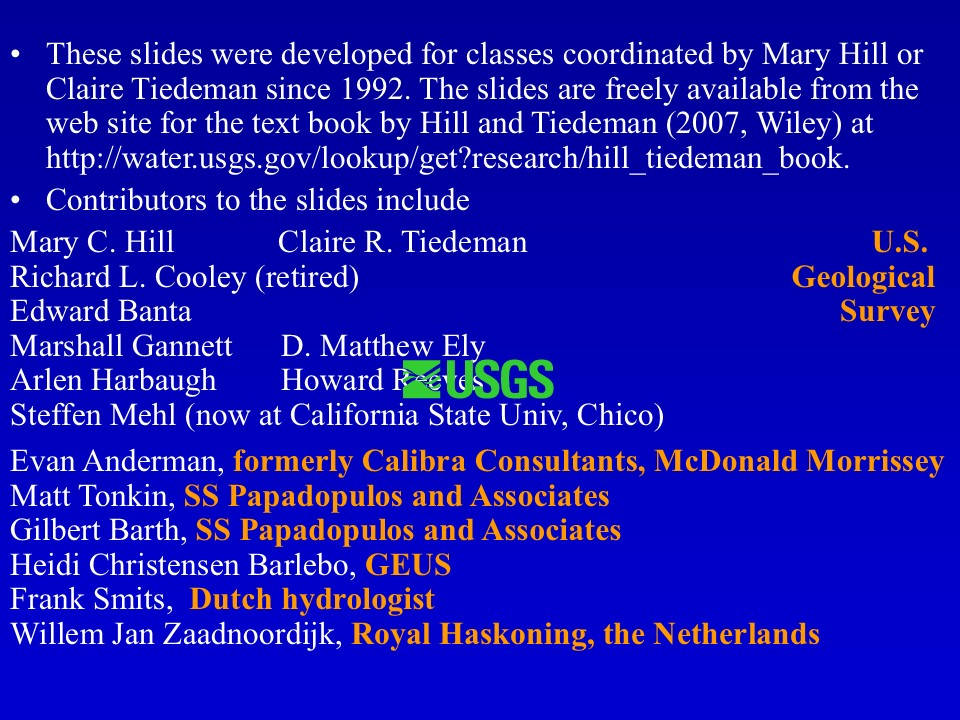 • These slides were developed for classes coordinated by Mary Hill or
Claire Tiedeman since 1992. The slides are freely available from the
web site for the text book by Hill and Tiedeman (2007, Wiley) at
http://water.usgs.gov/lookup/get?research/hill_tiedeman_book.
• Contributors to the slides include
Mary C. Hill Claire R. Tiedeman U.S.
Richard L. Cooley (retired) Geological
Edward Banta Survey
Marshall Gannett D. Matthew Ely
Arlen Harbaugh Howard Reeves
USGS
Steffen Mehl (now at California State Univ, Chico)
Evan Anderman, formerly Calibra Consultants, McDonald Morrissey
Matt Tonkin, SS Papadopulos and Associates
Gilbert Barth, SS Papadopulos and Associates
Heidi Christensen Barlebo, GEUS
Frank Smits, Dutch hydrologist
Willem Jan Zaadnoordijk, Royal Haskoning, the Netherlands